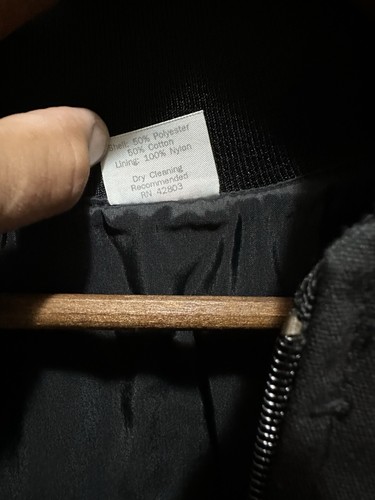 Shell: 50% Polyester
50% Cotton
Lining: 100% Nylon
Dry Cleaning
Recommended
RN 42803